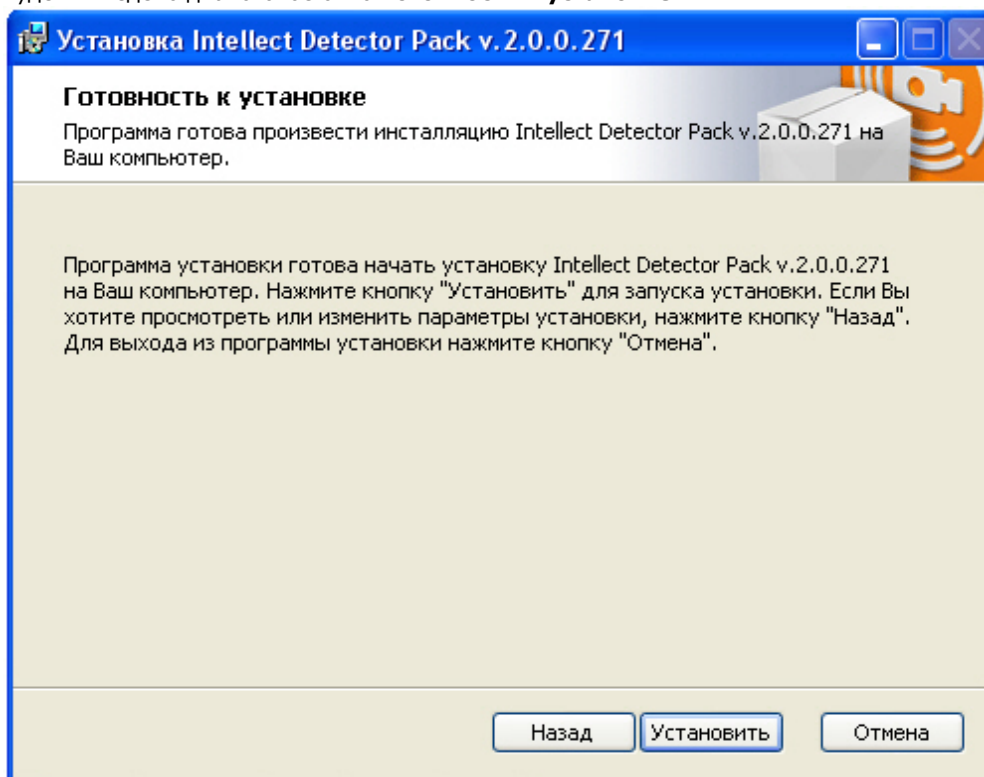 Установка Intellect Detector Pack v.2.0.0.271
Готовность к установке
Программа готова произвести инсталляцию Intellect Detector Pack v.2.0.0.271 на
Ваш компьютер.
Программа установки готова начать установку Intellect Detector Pack v.2.0.0.271
на Ваш компьютер. Нажмите кнопку "Установить" для запуска установки. Если Вы
хотите просмотреть или изменить параметры установки, нажмите кнопку "Назад".
Для выхода из программы установки нажмите кнопку "Отмена".
Назад Установить Отмена